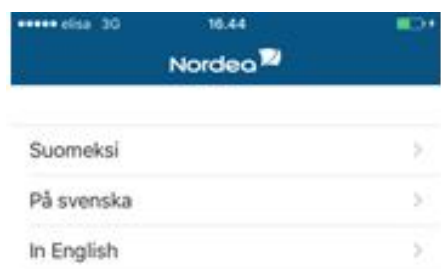 elisa 3G 16.44
Nordea
Suomeksi
På svenska
In English